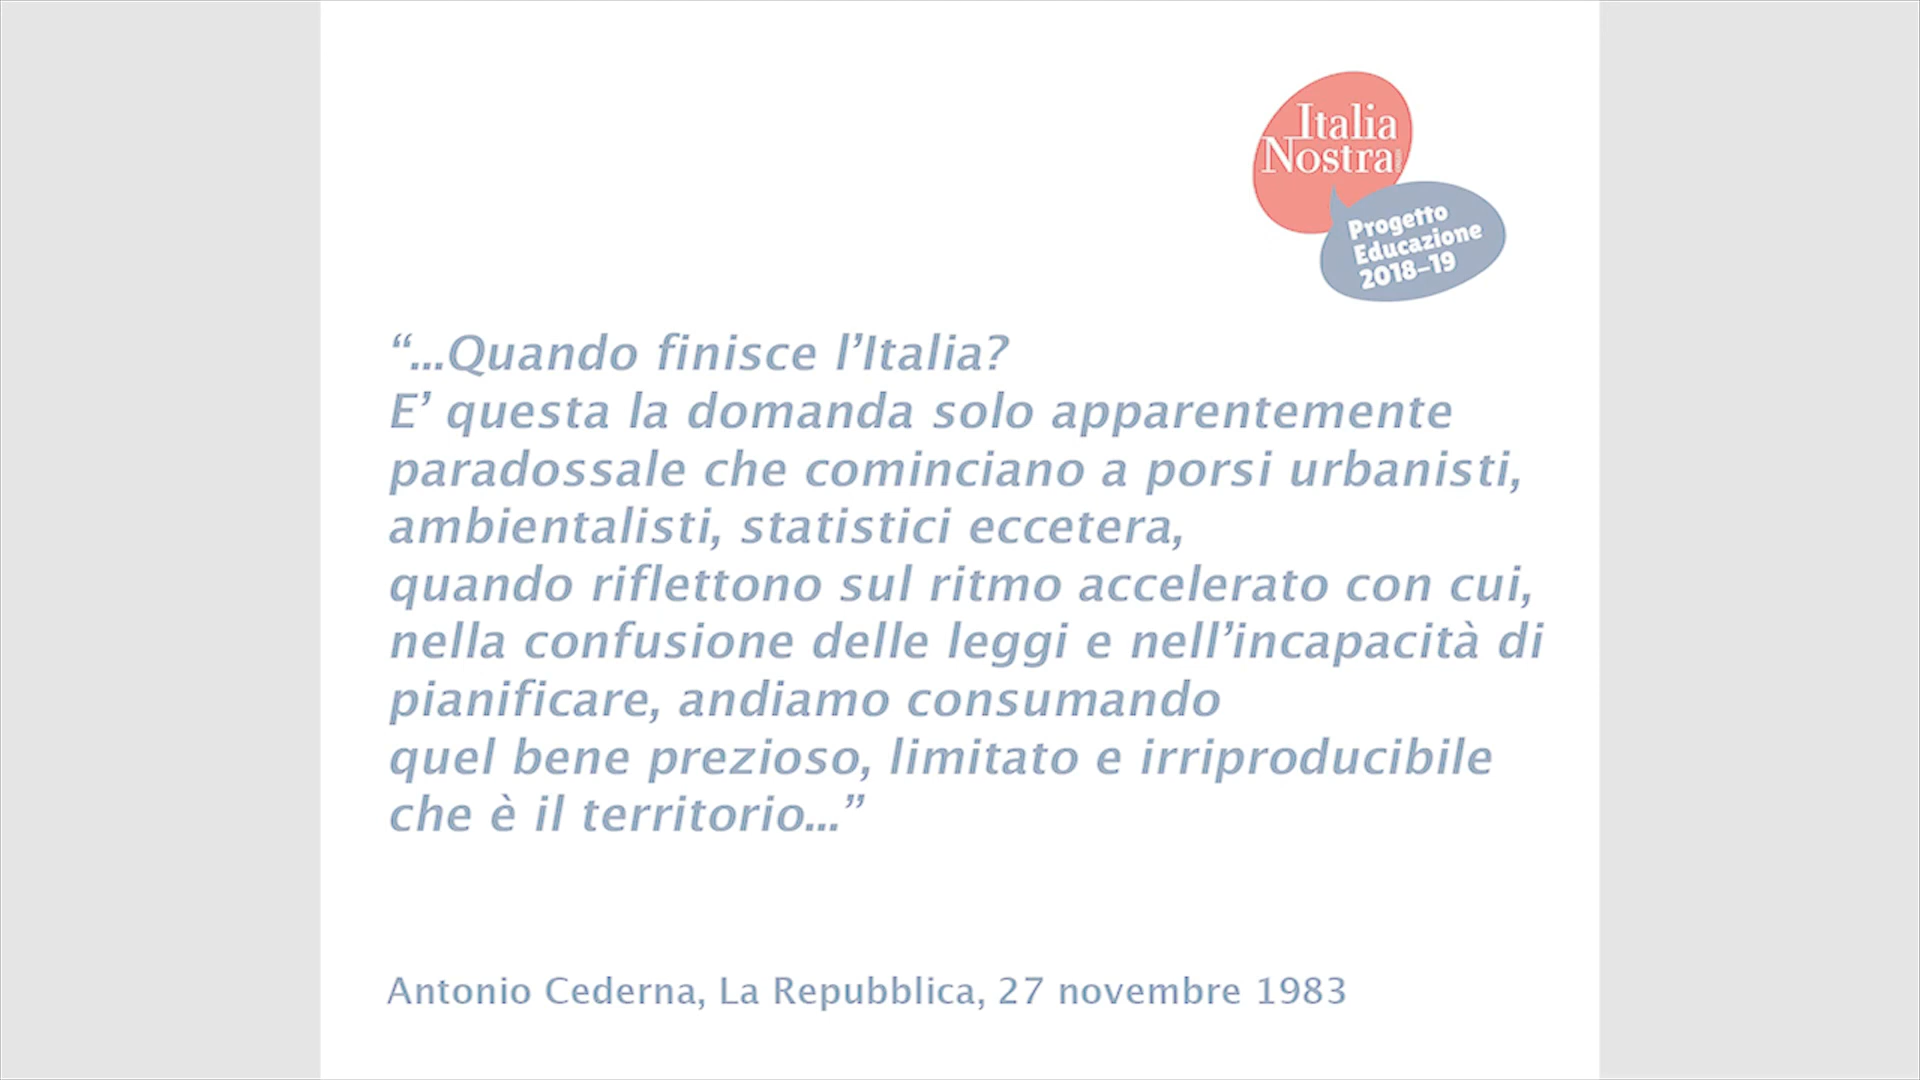 Italia
Nostra
Progetto
Educazione
2018–19
“...Quando finisce l’Italia?
E’ questa la domanda solo apparentemente
paradossale che cominciano a porsi urbanisti,
ambientalisti, statistici eccetera,
quando riflettono sul ritmo accelerato con cui,
nella confusione delle leggi e nell’incapacità di
pianificare, andiamo consumando
quel bene prezioso, limitato e irriproducibile
che è il territorio...”
Antonio Cederna, La Repubblica, 27 novembre 1983